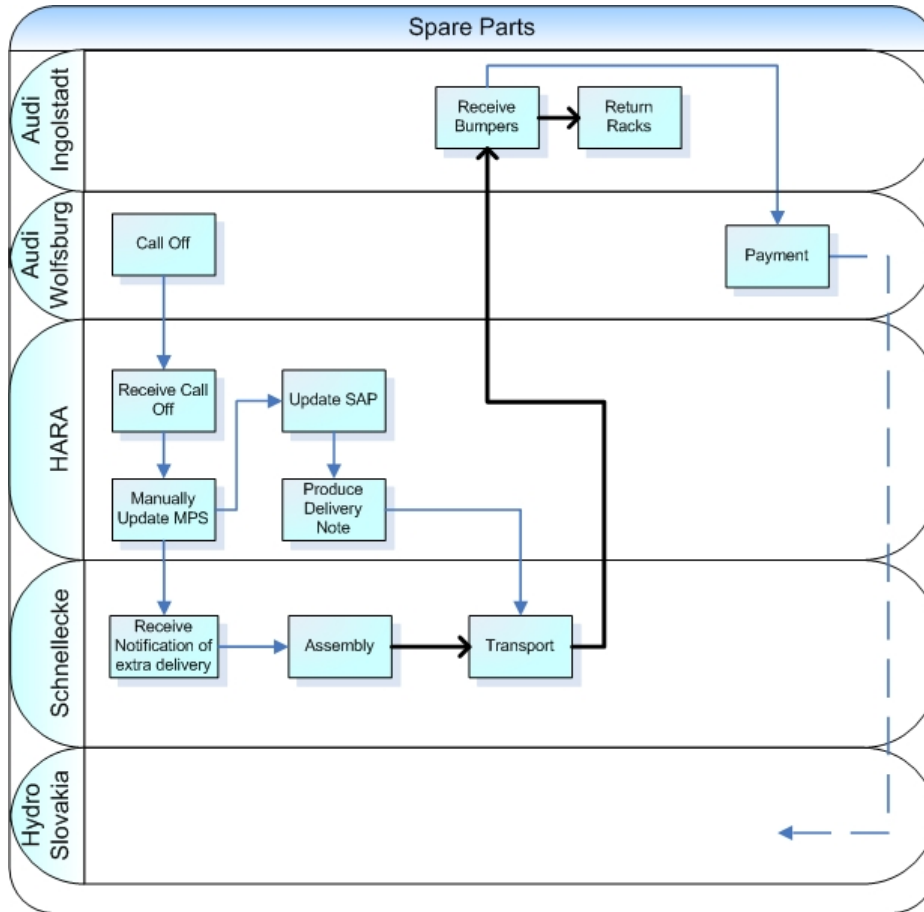 Spare Parts
Audi
Ingolstadt
Receive
Bumpers
Return
Racks
Audi
Wolfsburg
Call Off
Payment
HARA
Receive Call
Off
Update SAP
Manually
Update MPS
Produce
Delivery
Note
Schnellecke
Receive
Notification of
extra delivery
Assembly
Transport
Hydro
Slovakia